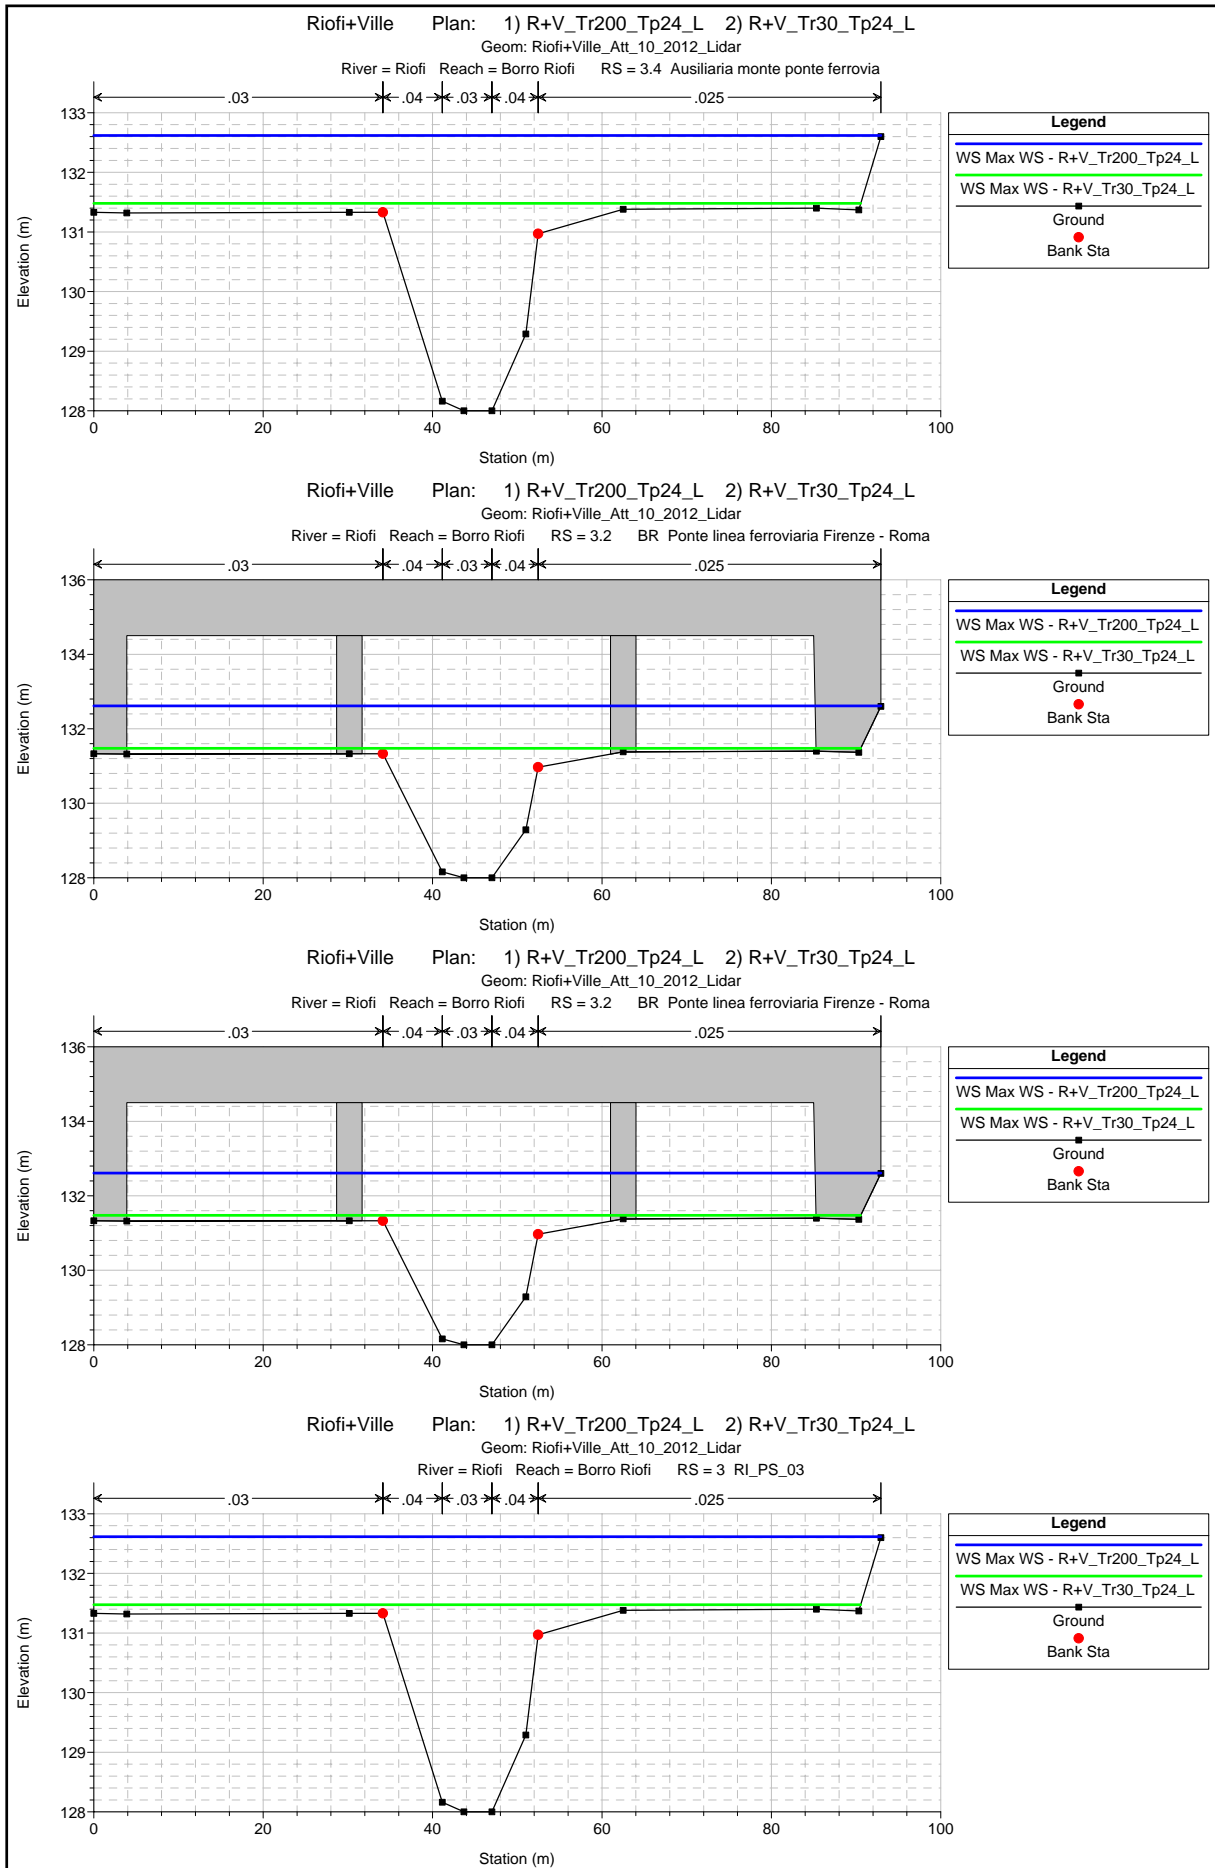 Riofi+Ville Plan: 1) R+V_Tr200_Tp24_L 2) R+V_Tr30_Tp24_L
Geom: Riofi+Ville_Att_10_2012_Lidar
River = Riofi Reach = Borro Riofi RS = 3.4 Ausiliaria monte ponte ferrovia
.03 .04 .03 .04 .025
133
132
131
130
129
128
0 20 40 60 80 100
Station (m)
Elevation (m)
Legend
WS Max WS - R+V_Tr200_Tp24_L
WS Max WS - R+V_Tr30_Tp24_L
Ground
Bank Sta
Riofi+Ville Plan: 1) R+V_Tr200_Tp24_L 2) R+V_Tr30_Tp24_L
Geom: Riofi+Ville_Att_10_2012_Lidar
River = Riofi Reach = Borro Riofi RS = 3.2 BR Ponte linea ferroviaria Firenze - Roma
.03 .04 .03 .04 .025
136
134
132
130
128
0 20 40 60 80 100
Station (m)
Elevation (m)
Legend
WS Max WS - R+V_Tr200_Tp24_L
WS Max WS - R+V_Tr30_Tp24_L
Ground
Bank Sta
Riofi+Ville Plan: 1) R+V_Tr200_Tp24_L 2) R+V_Tr30_Tp24_L
Geom: Riofi+Ville_Att_10_2012_Lidar
River = Riofi Reach = Borro Riofi RS = 3.2 BR Ponte linea ferroviaria Firenze - Roma
.03 .04 .03 .04 .025
136
134
132
130
128
0 20 40 60 80 100
Station (m)
Elevation (m)
Legend
WS Max WS - R+V_Tr200_Tp24_L
WS Max WS - R+V_Tr30_Tp24_L
Ground
Bank Sta
Riofi+Ville Plan: 1) R+V_Tr200_Tp24_L 2) R+V_Tr30_Tp24_L
Geom: Riofi+Ville_Att_10_2012_Lidar
River = Riofi Reach = Borro Riofi RS = 3 RI_PS_03
.03 .04 .03 .04 .025
133
132
131
130
129
128
0 20 40 60 80 100
Station (m)
Elevation (m)
Legend
WS Max WS - R+V_Tr200_Tp24_L
WS Max WS - R+V_Tr30_Tp24_L
Ground
Bank Sta